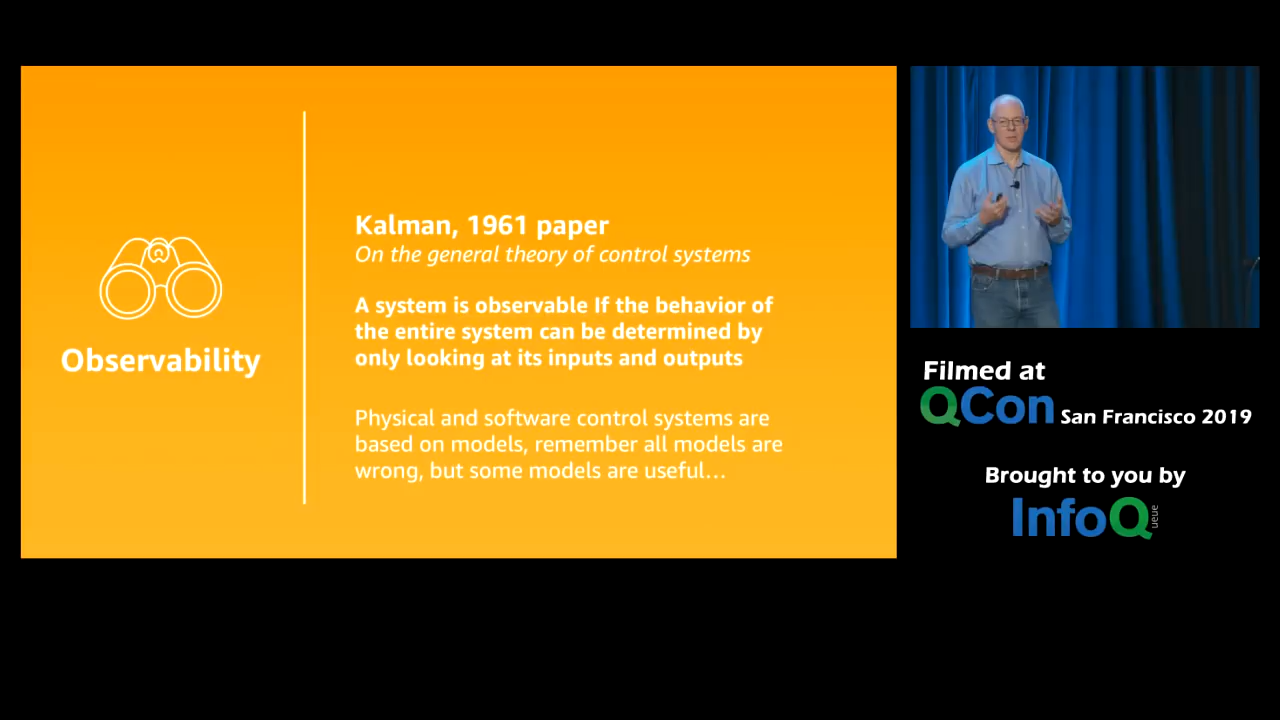 Observability
Kalman, 1961 paper
On the general theory of control systems
A system is observable If the behavior of
the entire system can be determined by
only looking at its inputs and outputs
Physical and software control systems are
based on models, remember all models are
wrong, but some models are useful...
Filmed at
QCon San Francisco 2019
Brought to you by
InfoQ
ueue